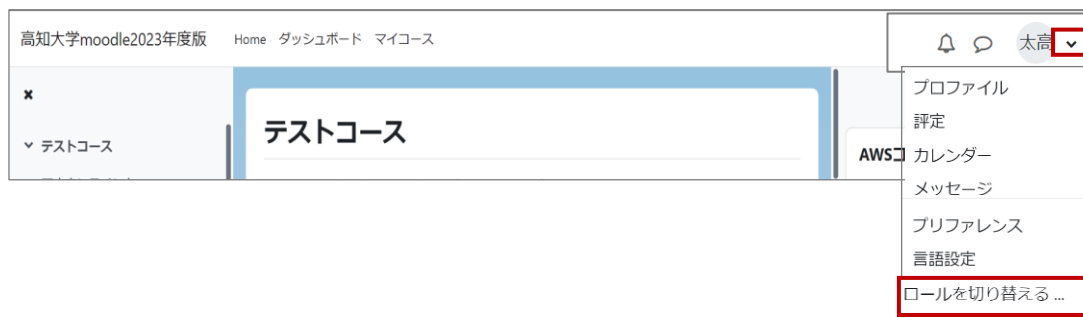 高知大学moodle2023年度版 Home ダッシュボード マイコース 太高
テストコース
テストコース
AWSコ
プロファイル
評定
カレンダー
メッセージ
プリファレンス
言語設定
ロールを切り替える ...